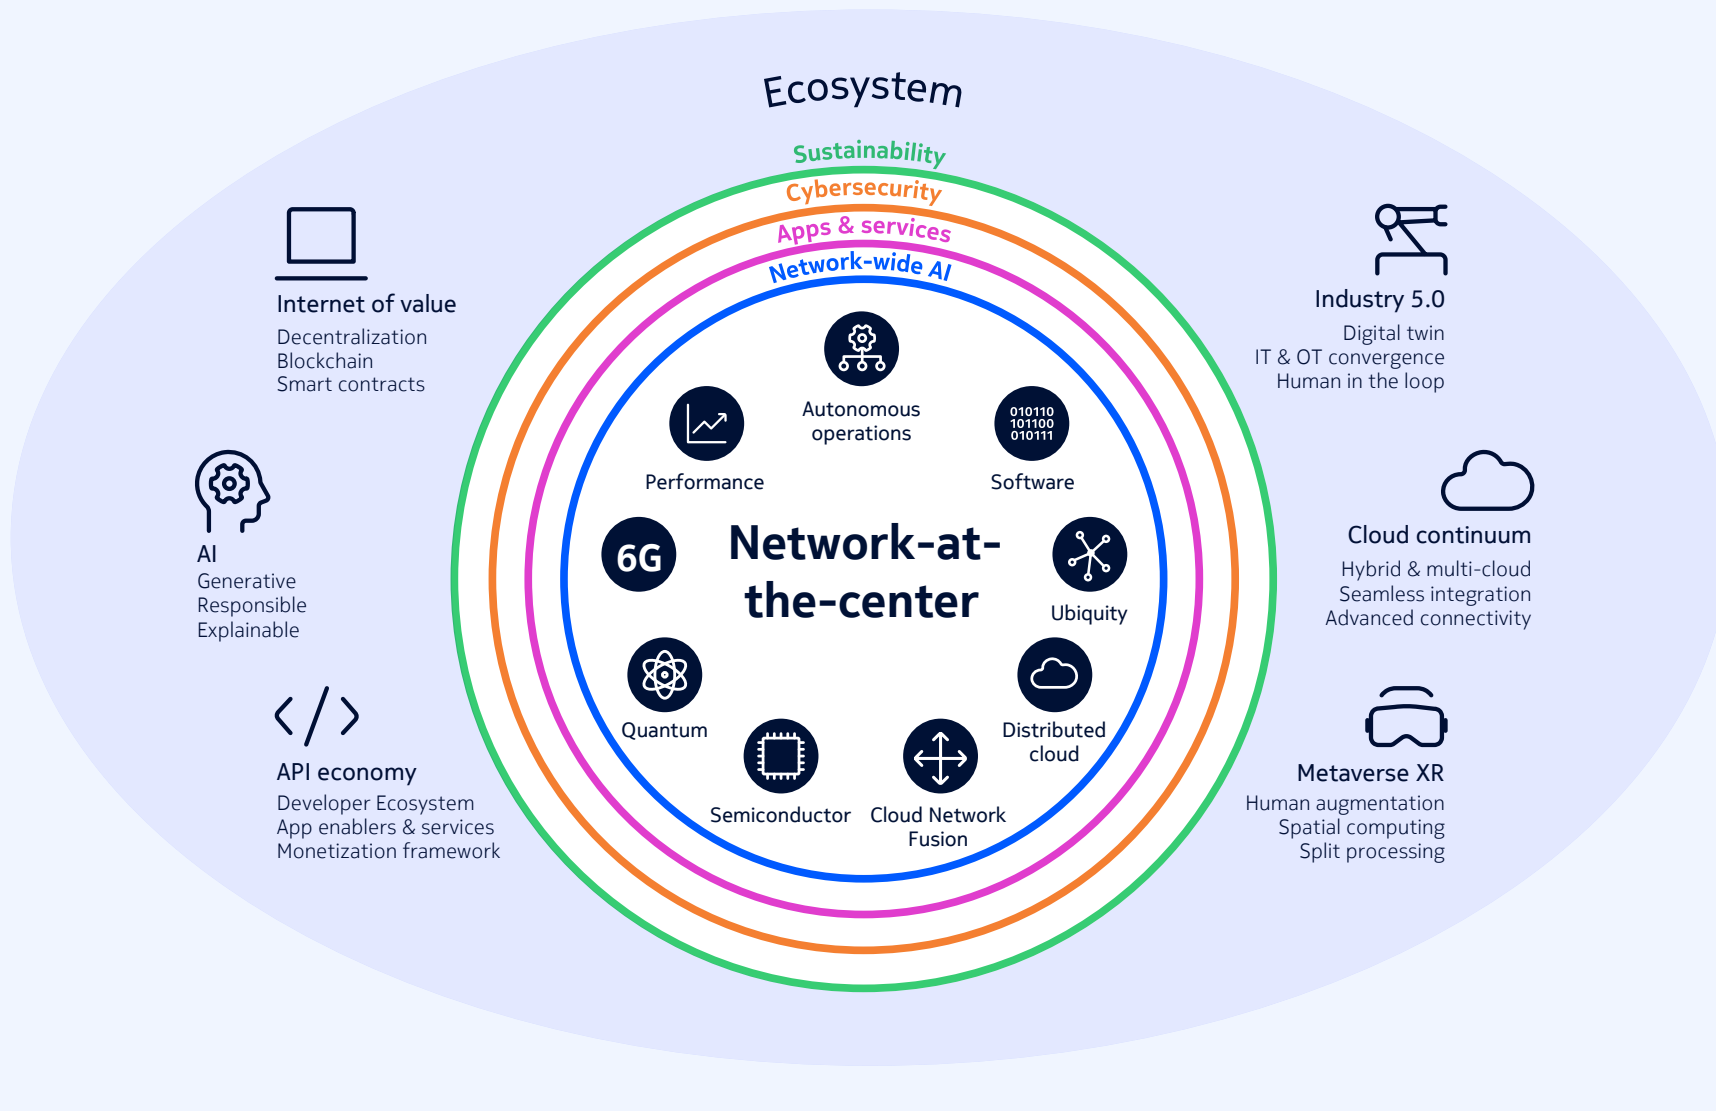 Ecosystem
Sustainability
Cybersecurity
Apps & services
Network-wide AI
Internet of value
Decentralization
Blockchain
Smart contracts
AI
Generative
Responsible
Explainable
API economy
Developer Ecosystem
App enablers & services
Monetization framework
Autonomous
operations
Performance
010110
101100
010111
Software
6G
Network-at-
the-center
Ubiquity
Quantum
Distributed
cloud
Semiconductor
Cloud Network
Fusion
Industry 5.0
Digital twin
IT & OT convergence
Human in the loop
Cloud continuum
Hybrid & multi-cloud
Seamless integration
Advanced connectivity
Metaverse XR
Human augmentation
Spatial computing
Split processing